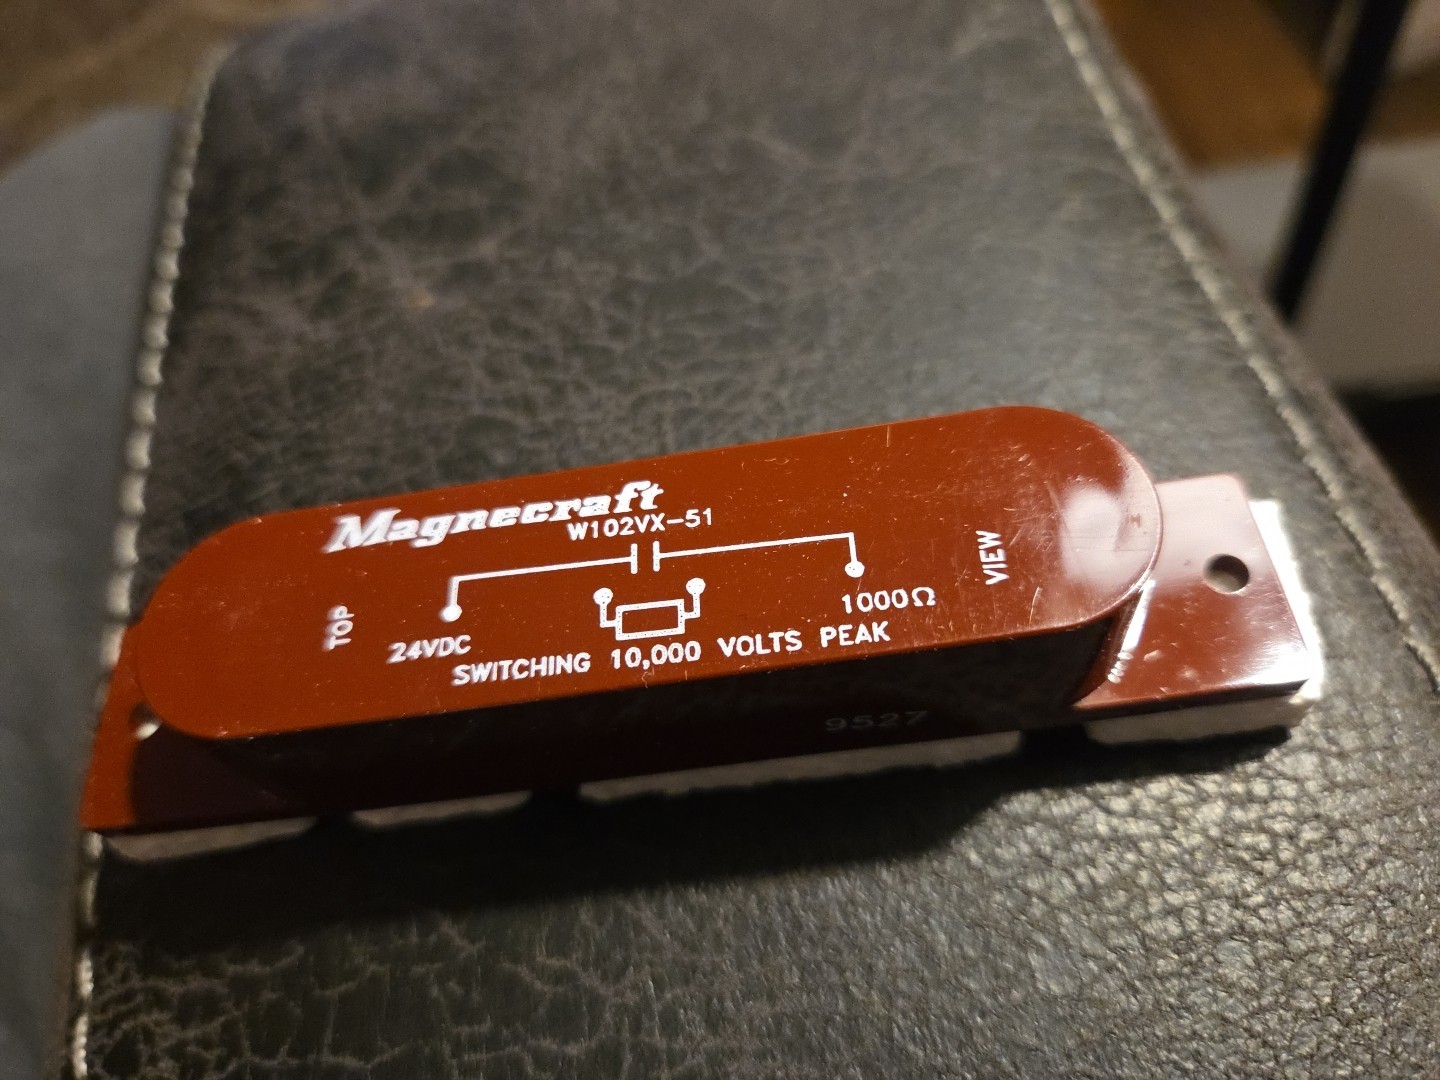 Magnecraft
W102VX-51
TOP
VIEW
24VDC
1000Ω
SWITCHING 10,000 VOLTS PEAK
9527